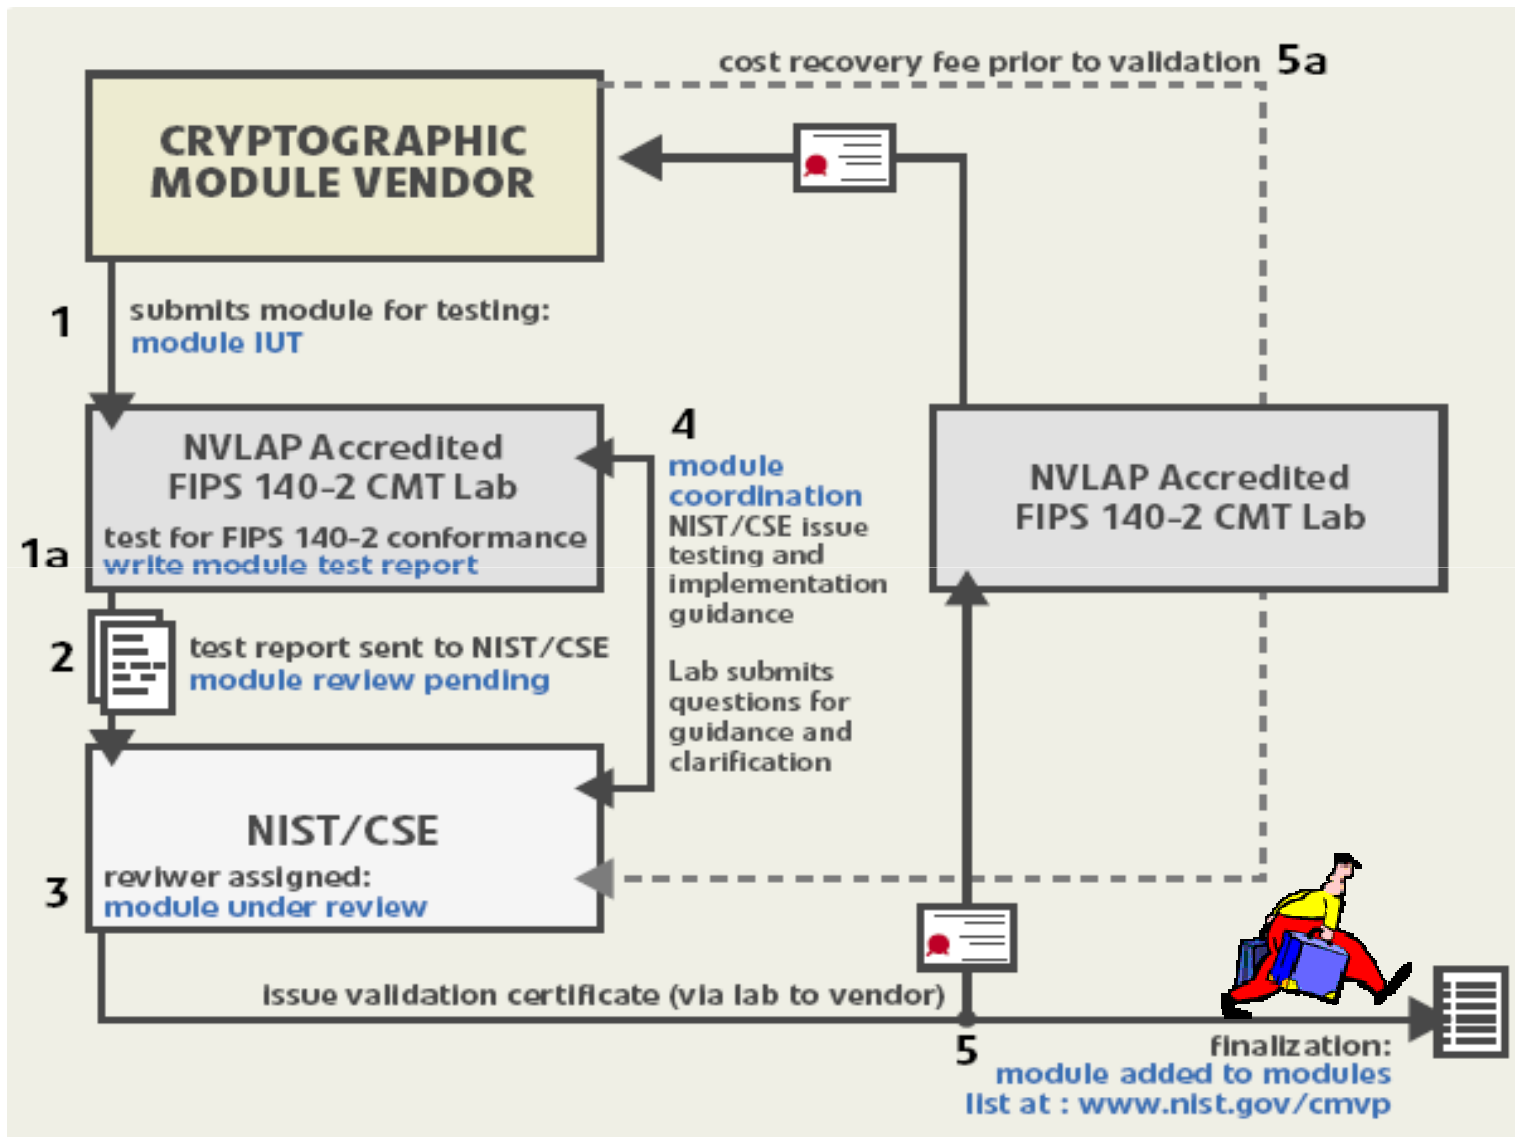 cost recovery fee prior to validation 5a
CRYPTOGRAPHIC
MODULE VENDOR
1
submits module for testing:
module IUT
NVLAP Accredited
FIPS 140-2 CMT Lab
1a
test for FIPS 140-2 conformance
write module test report
4
module
coordination
NIST/CSE issue
testing and
implementation
guidance
Lab submits
questions for
guidance and
clarification
NVLAP Accredited
FIPS 140-2 CMT Lab
2
test report sent to NIST/CSE
module review pending
NIST/CSE
3
reviwer assigned:
module under review
issue validation certificate (via lab to vendor)
5
finalization:
module added to modules
list at : www.nist.gov/cmvp